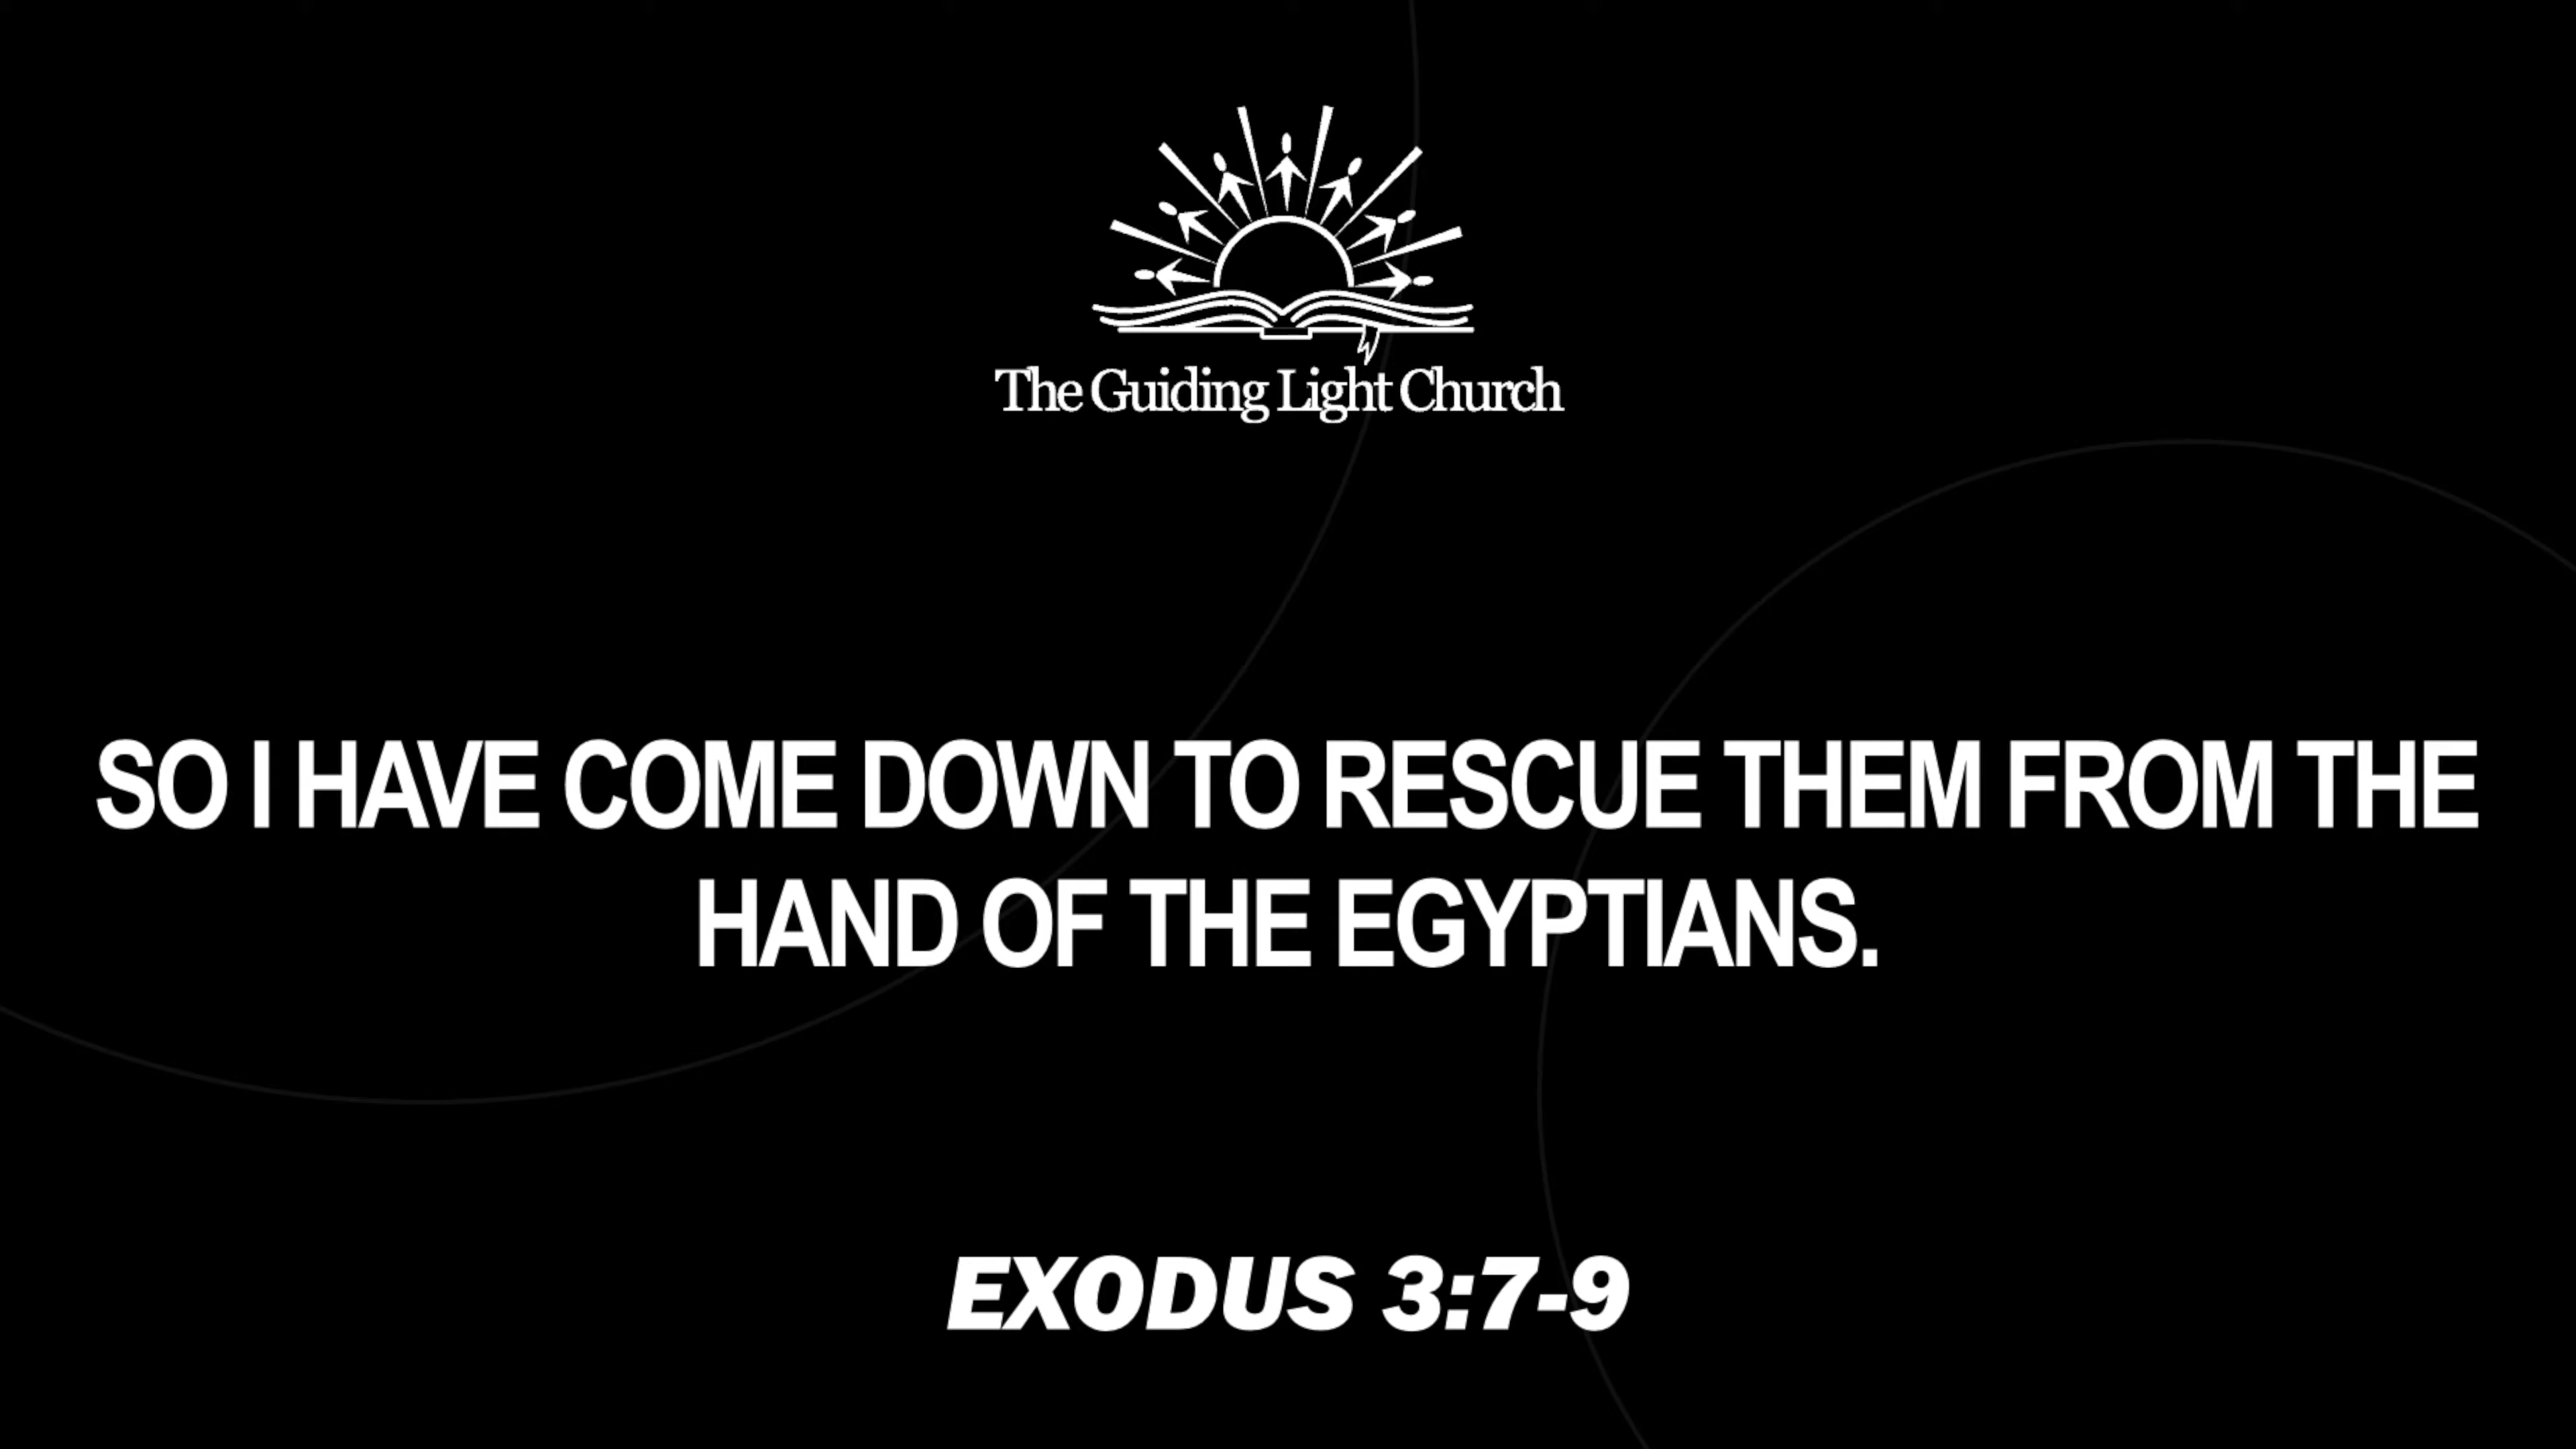 The Guiding Light Church
SO I HAVE COME DOWN TO RESCUE THEM FROM THE
HAND OF THE EGYPTIANS.
EXODUS 3:7-9